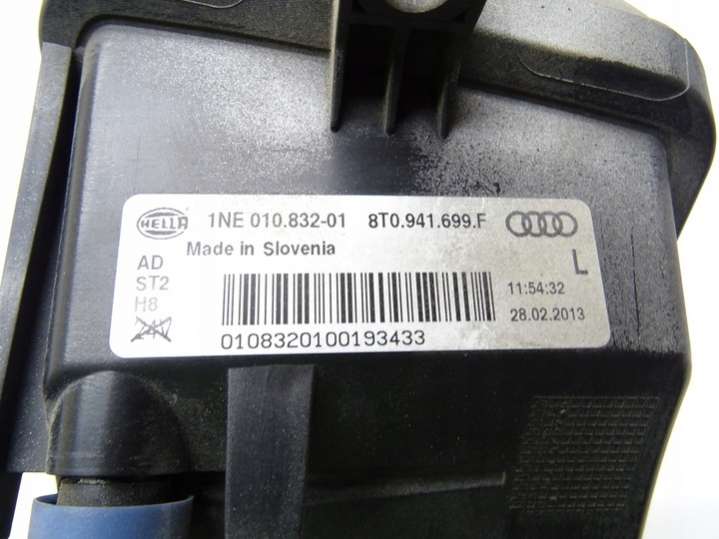 HELLA 1NE 010.832-01 8T0.941.699.F
Made in Slovenia
AD
ST2
H8
L
11:54:32
28.02.2013
0108320100193433